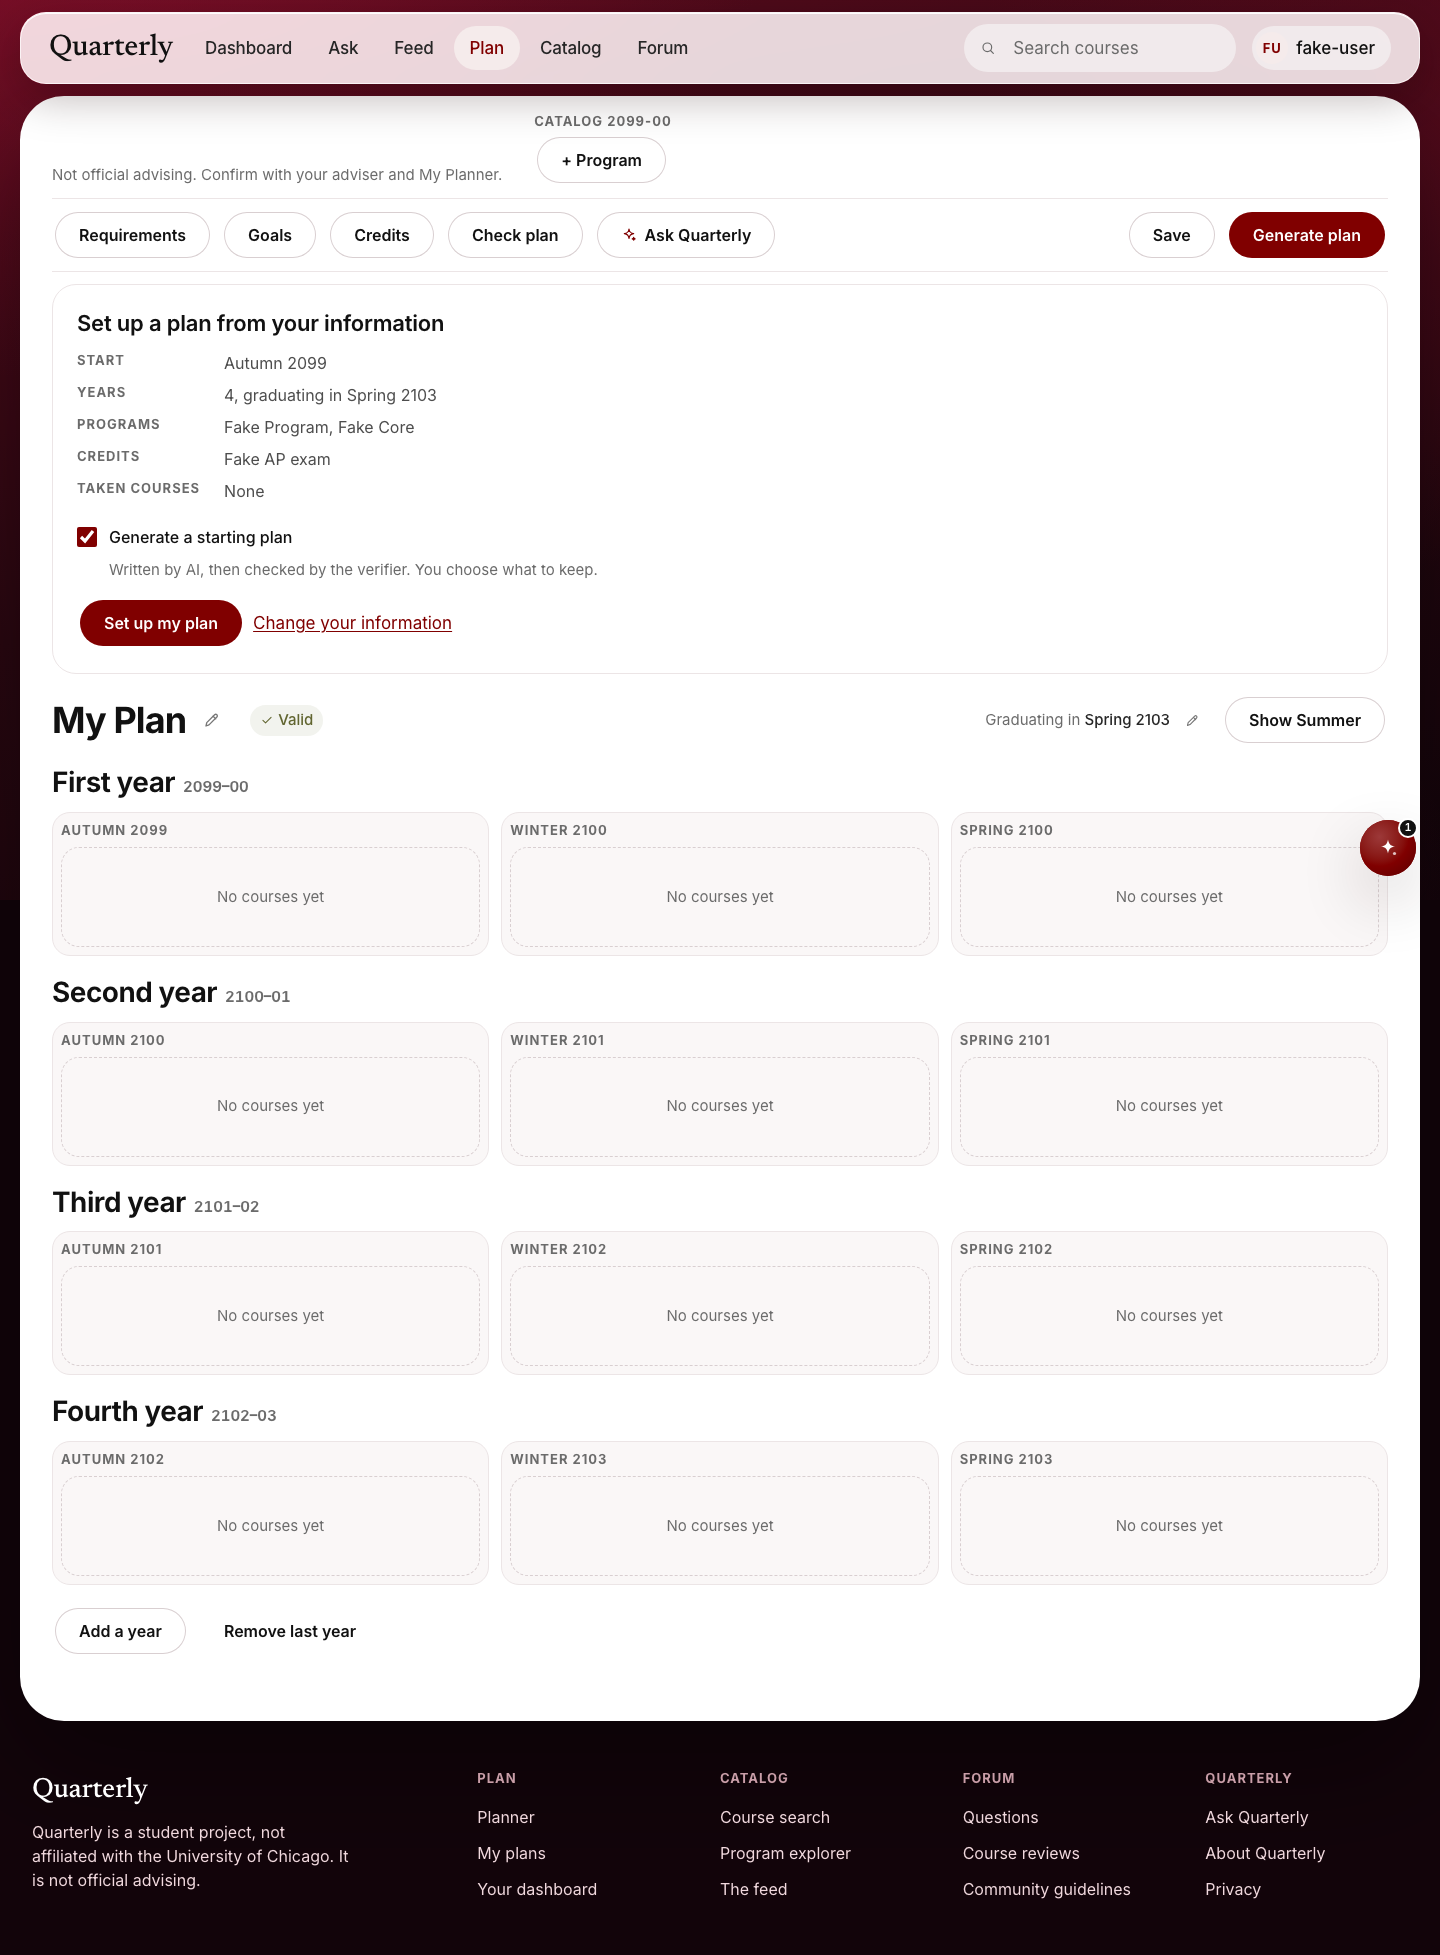 Quarterly
Dashboard
Ask
Feed
Plan
Catalog
Forum
Search courses
FU
fake-user
CATALOG 2099-00
Not official advising. Confirm with your adviser and My Planner.
+ Program
Requirements
Goals
Credits
Check plan
Ask Quarterly
Save
Generate plan
Set up a plan from your information
START Autumn 2099
YEARS 4, graduating in Spring 2103
PROGRAMS Fake Program, Fake Core
CREDITS Fake AP exam
TAKEN COURSES None
Generate a starting plan
Written by AI, then checked by the verifier. You choose what to keep.
Set up my plan
Change your information
My Plan
Valid
Graduating in Spring 2103
Show Summer
First year 2099–00
AUTUMN 2099
WINTER 2100
SPRING 2100
1
No courses yet
No courses yet
No courses yet
Second year 2100–01
AUTUMN 2100
WINTER 2101
SPRING 2101
No courses yet
No courses yet
No courses yet
Third year 2101–02
AUTUMN 2101
WINTER 2102
SPRING 2102
No courses yet
No courses yet
No courses yet
Fourth year 2102–03
AUTUMN 2102
WINTER 2103
SPRING 2103
No courses yet
No courses yet
No courses yet
Add a year
Remove last year
Quarterly
Quarterly is a student project, not
affiliated with the University of Chicago. It
is not official advising.
PLAN
Planner
My plans
Your dashboard
CATALOG
Course search
Program explorer
The feed
FORUM
Questions
Course reviews
Community guidelines
QUARTERLY
Ask Quarterly
About Quarterly
Privacy